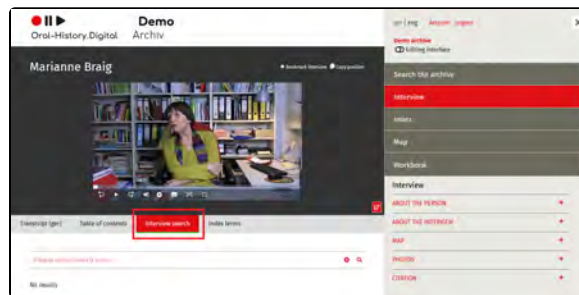 Oral-History.Digital
Demo
Archiv
Marianne Braig
Bookmark interview Copy position
Transcript (ger)
Table of contents
Interview search
Index terms
No results
ger | eng Account Logout
Demo archive
Editing interface
Search the archive
Interview
Index
Map
Workbook
Interview
ABOUT THE PERSON +
ABOUT THE INTERVIEW +
MAP +
PHOTOS +
CITATION +